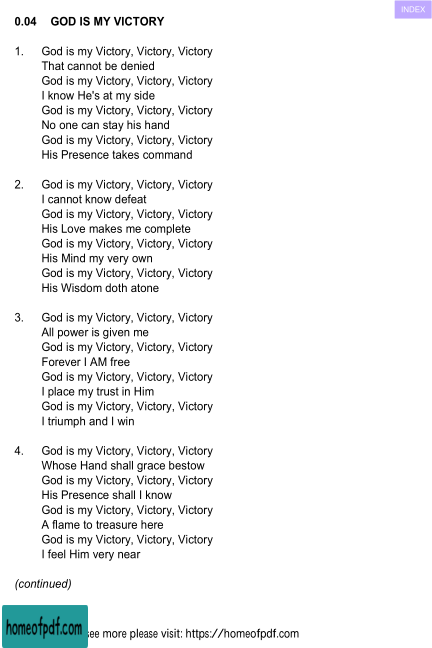 INDEX
0.04 GOD IS MY VICTORY
1. God is my Victory, Victory, Victory
That cannot be denied
God is my Victory, Victory, Victory
I know He's at my side
God is my Victory, Victory, Victory
No one can stay his hand
God is my Victory, Victory, Victory
His Presence takes command
2. God is my Victory, Victory, Victory
I cannot know defeat
God is my Victory, Victory, Victory
His Love makes me complete
God is my Victory, Victory, Victory
His Mind my very own
God is my Victory, Victory, Victory
His Wisdom doth atone
3. God is my Victory, Victory, Victory
All power is given me
God is my Victory, Victory, Victory
Forever I AM free
God is my Victory, Victory, Victory
I place my trust in Him
God is my Victory, Victory, Victory
I triumph and I win
4. God is my Victory, Victory, Victory
Whose Hand shall grace bestow
God is my Victory, Victory, Victory
His Presence shall I know
God is my Victory, Victory, Victory
A flame to treasure here
God is my Victory, Victory, Victory
I feel Him very near
(continued)
homeofpdf.com see more please visit: https://homeofpdf.com